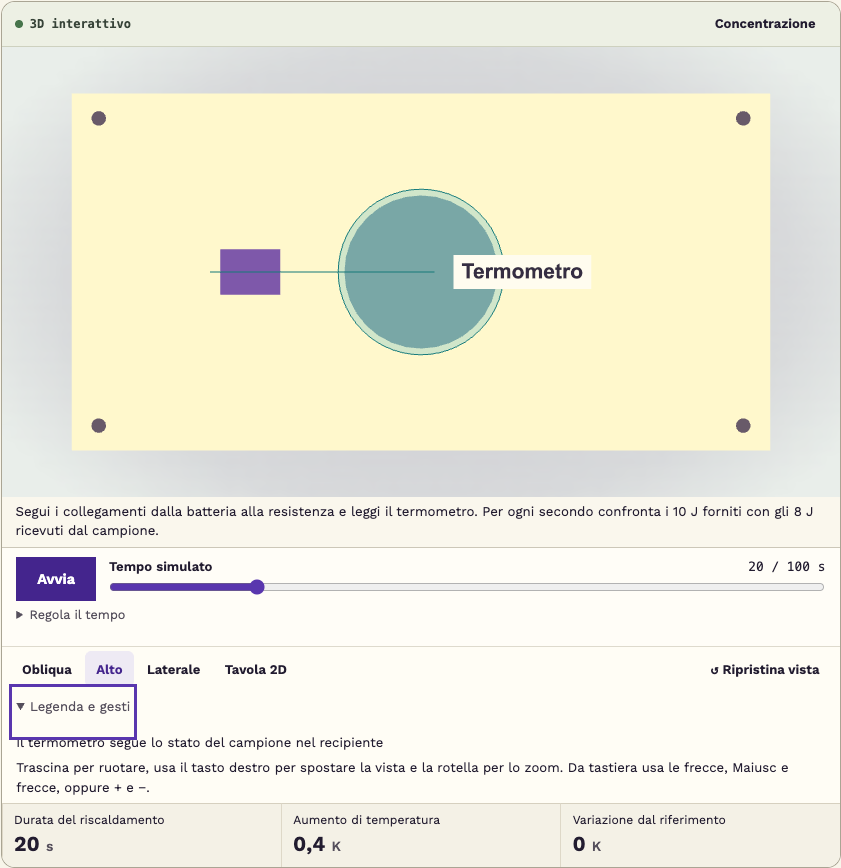 3D interattivo
Concentrazione
Termometro
Segui i collegamenti dalla batteria alla resistenza e leggi il termometro. Per ogni secondo confronta i 10 J forniti con gli 8 J
ricevuti dal campione.
Avvia
Tempo simulato
20 / 100 s
▶ Regola il tempo
Obliqua
Alto
Laterale
Tavola 2D
↺ Ripristina vista
▼ Legenda e gesti
Il termometro segue lo stato del campione nel recipiente
Trascina per ruotare, usa il tasto destro per spostare la vista e la rotella per lo zoom. Da tastiera usa le frecce, Maiusc e
frecce, oppure + e −.
Durata del riscaldamento
20 s
Aumento di temperatura
0,4 K
Variazione dal riferimento
0 K